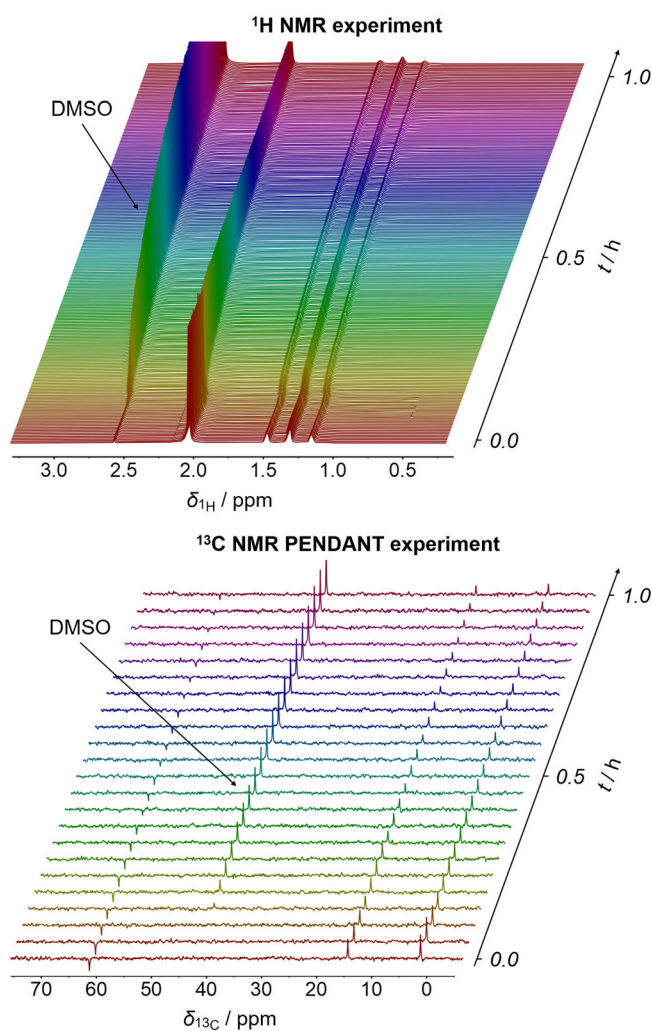 ¹H NMR experiment
DMSO
1.0
0.5
0.0
t / h
3.0 2.5 2.0 1.5 1.0 0.5
δ₁H / ppm
¹³C NMR PENDANT experiment
DMSO
1.0
0.5
0.0
t / h
70 60 50 40 30 20 10 0
δ₁₃C / ppm